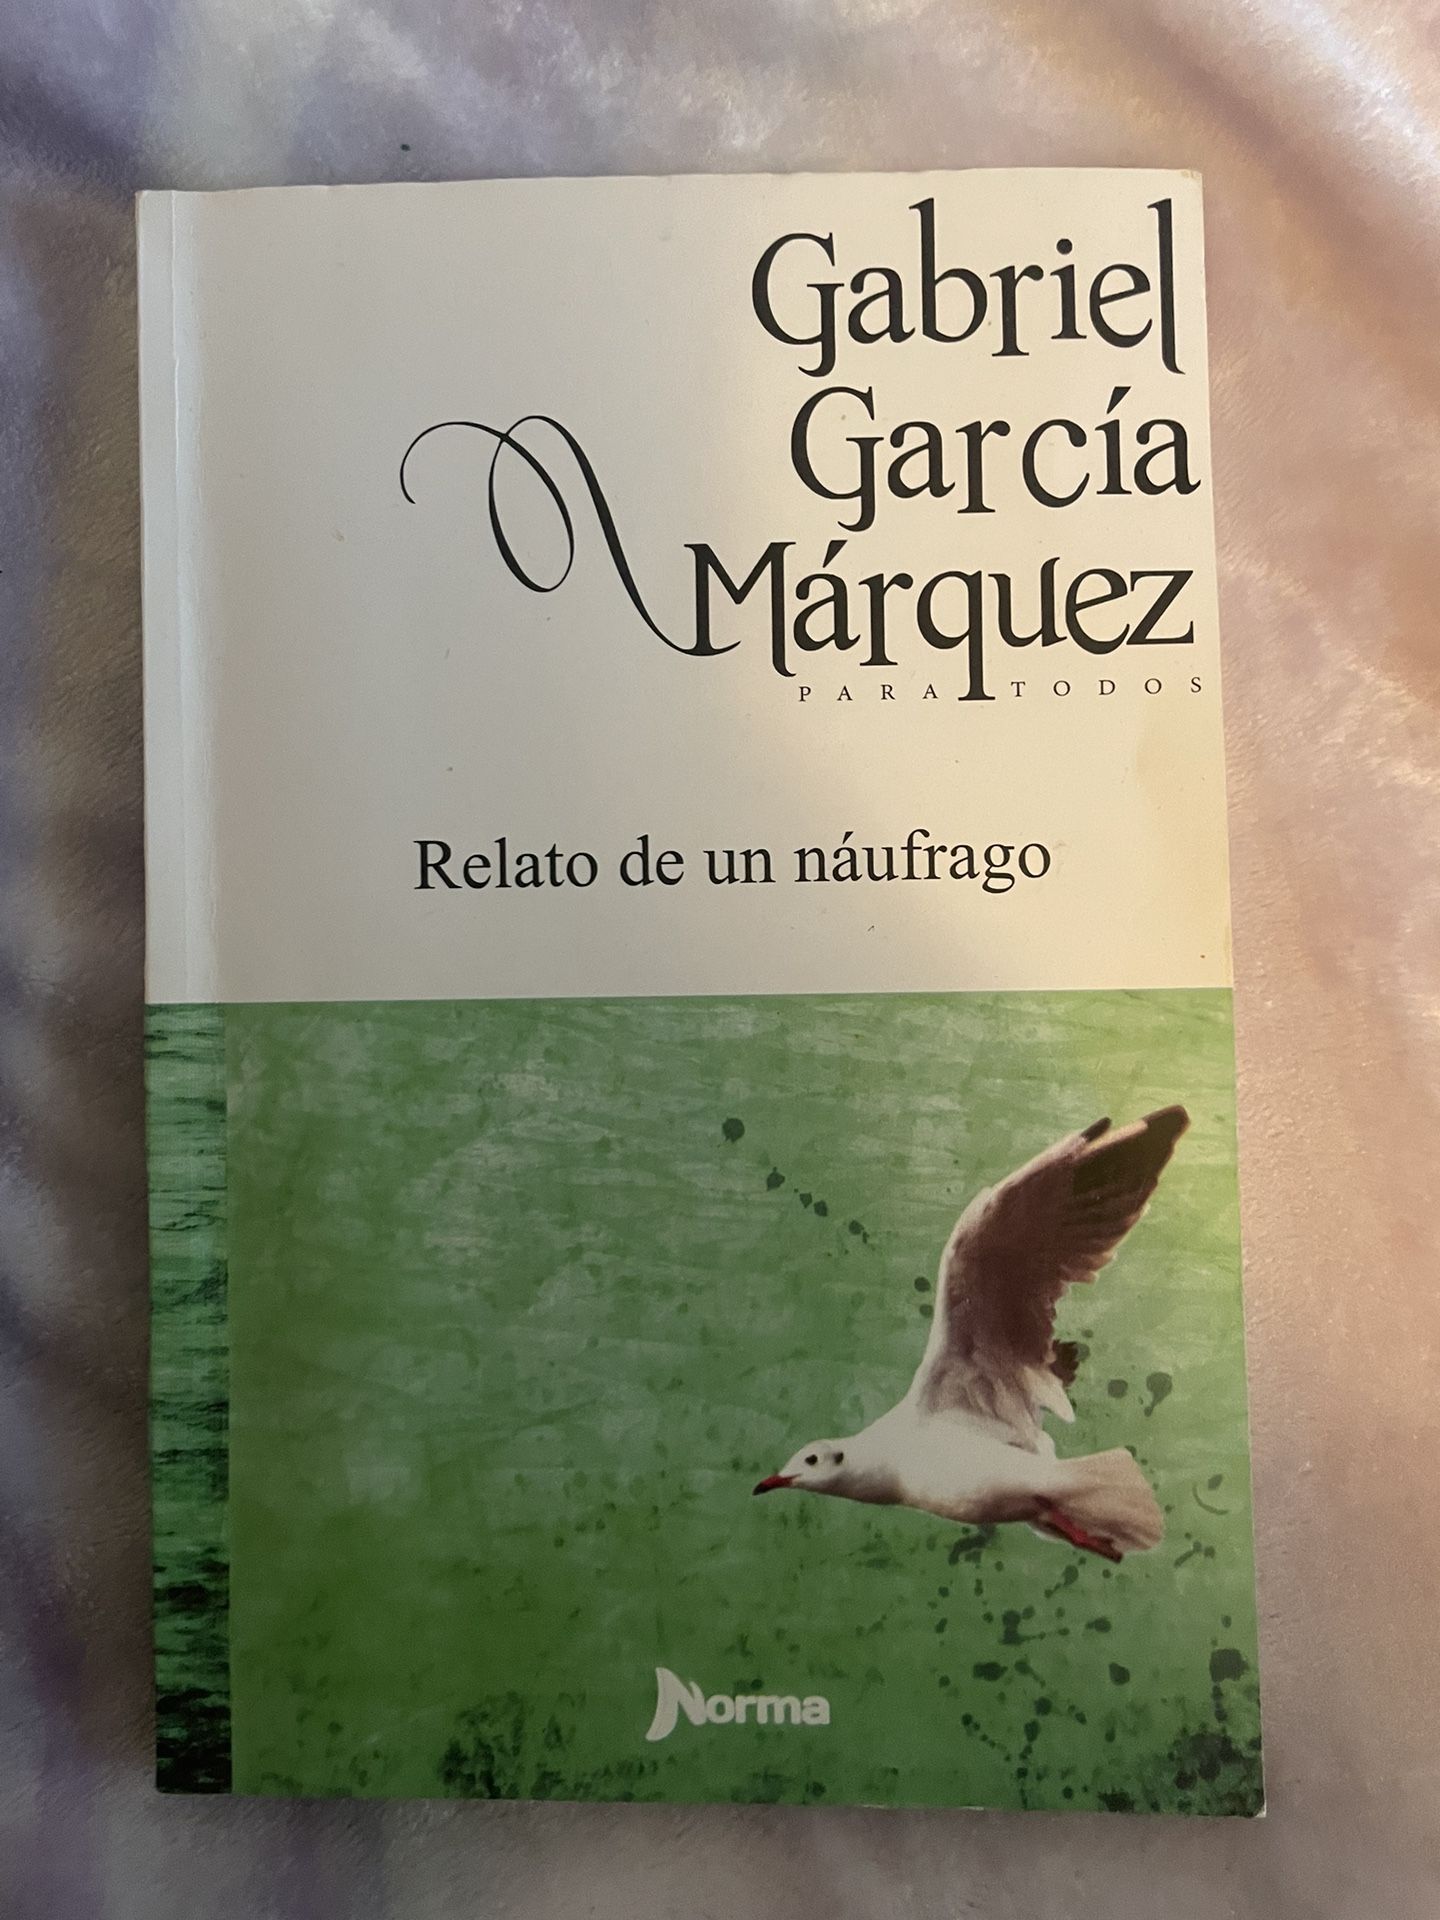 Gabriel
García
Márquez
PARA TODOS
Relato de un náufrago
Norma